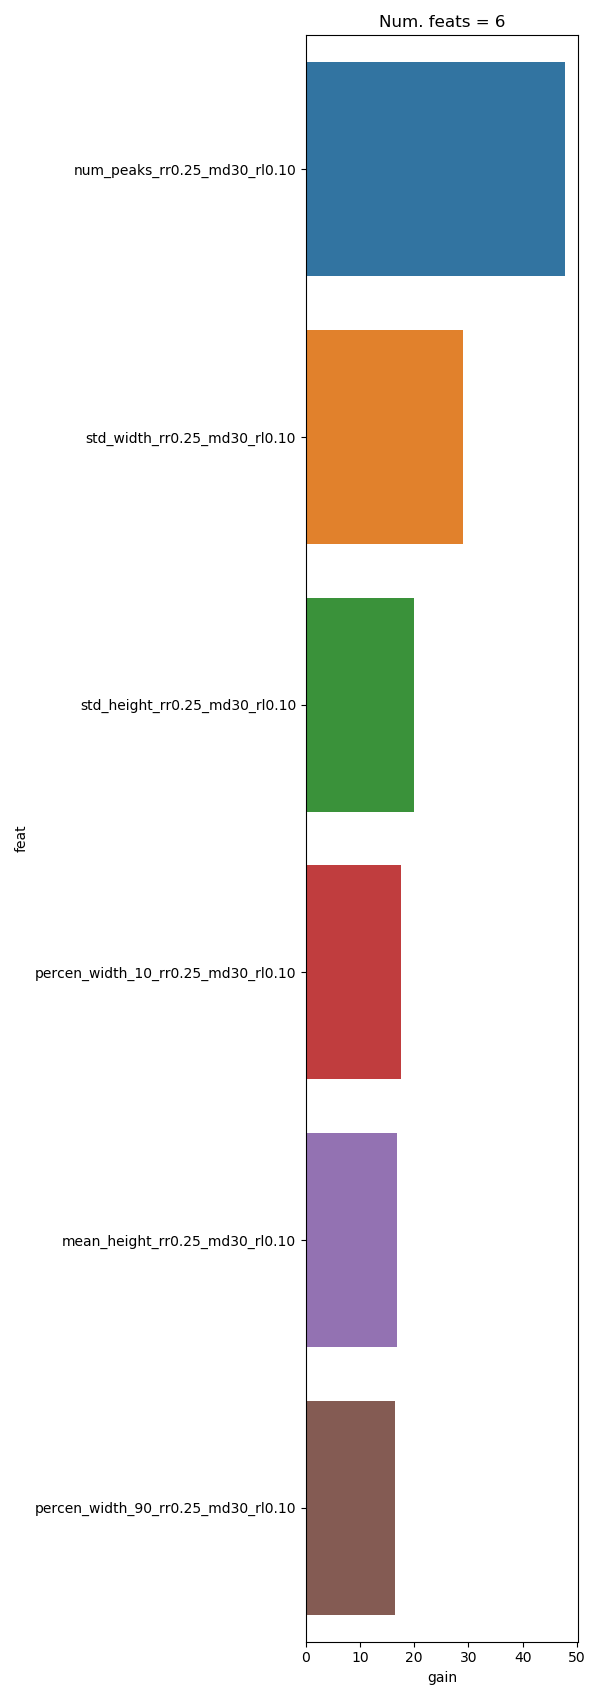 Num. feats = 6
num_peaks_rr0.25_md30_rl0.10
std_width_rr0.25_md30_rl0.10
std_height_rr0.25_md30_rl0.10
feat
percen_width_10_rr0.25_md30_rl0.10
mean_height_rr0.25_md30_rl0.10
percen_width_90_rr0.25_md30_rl0.10
0 10 20 30 40 50
gain